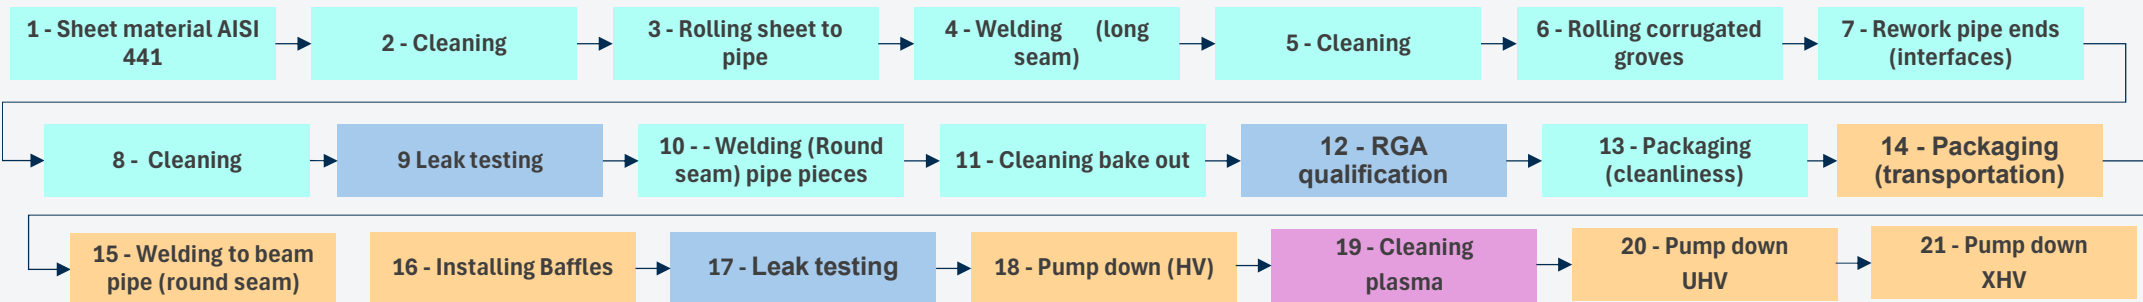 1 - Sheet material AISI
441
2 - Cleaning
3 - Rolling sheet to
pipe
4 - Welding (long
seam)
5 - Cleaning
6 - Rolling corrugated
groves
7 - Rework pipe ends
(interfaces)
8 - Cleaning
9 Leak testing
10 - - Welding (Round
seam) pipe pieces
11 - Cleaning bake out
12 - RGA
qualification
13 - Packaging
(cleanliness)
14 - Packaging
(transportation)
15 - Welding to beam
pipe (round seam)
16 - Installing Baffles
17 - Leak testing
18 - Pump down (HV)
19 - Cleaning
plasma
20 - Pump down
UHV
21 - Pump down
XHV